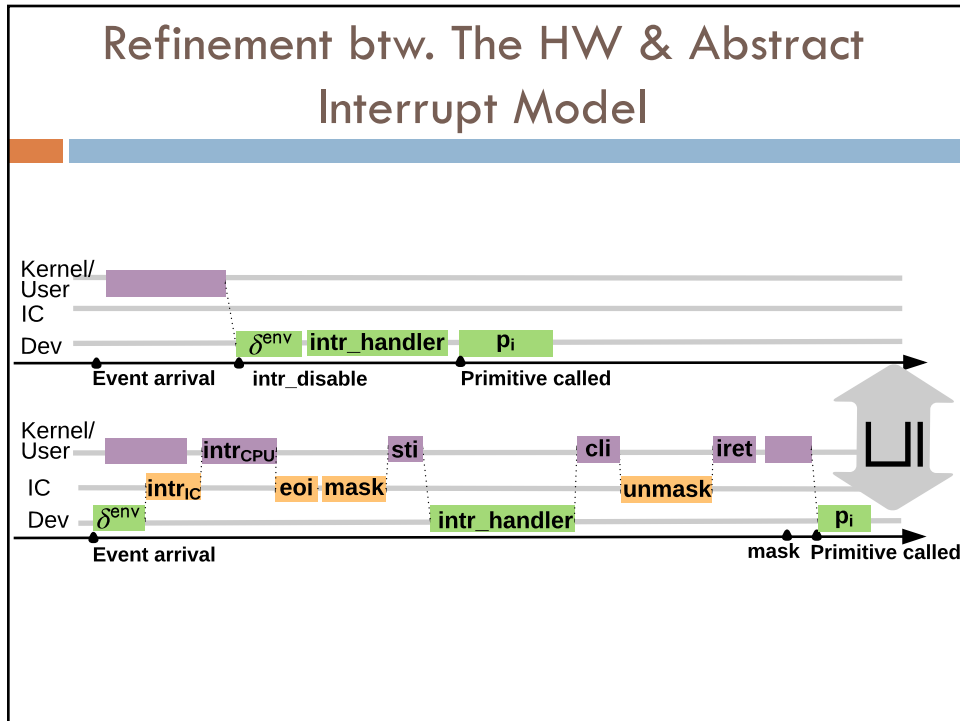 Refinement btw. The HW & Abstract
Interrupt Model
Kernel/
User
IC
Dev
δenv
intr_handler
pi
Event arrival
intr_disable
Primitive called
Kernel/
User
intrCPU
sti
cli
iret
IC
intrIC
eoi
mask
unmask
Dev
δenv
intr_handler
pi
Event arrival
mask
Primitive called
⊑